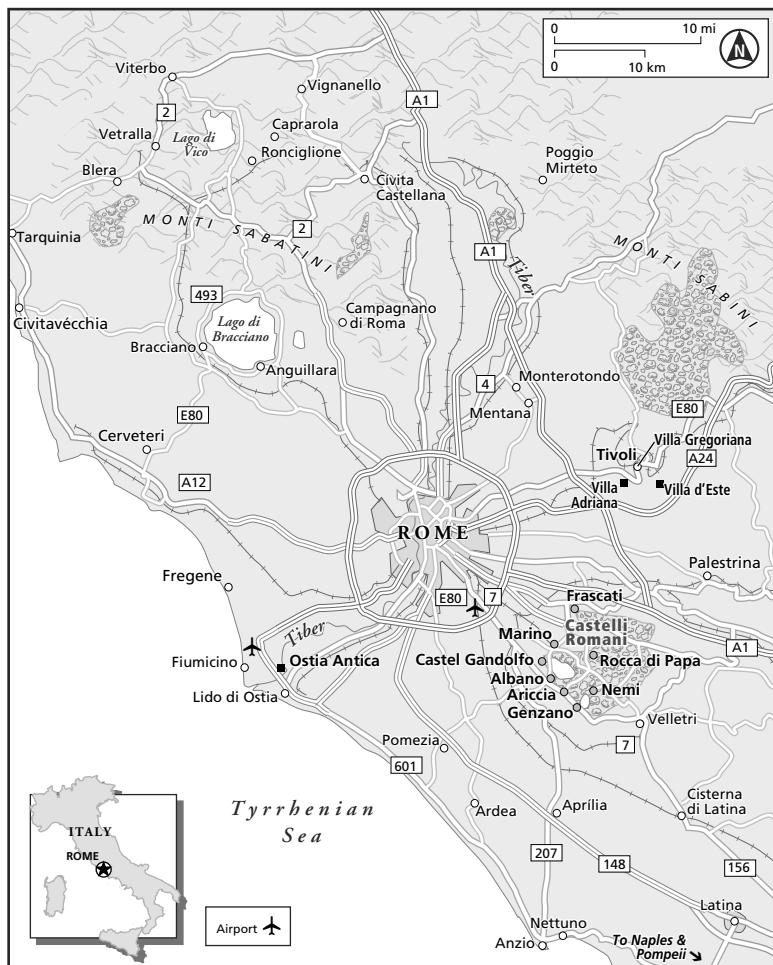 0 10 mi
0 10 km
N
A1
Viterbo
Vignanello
2
Caprarola
Vetralla
Lago di
Vico
Ronciglione
Blera
Civita
Castellana
Poggio
Mirteto
MONTI SABATINI
2
Tarquinia
A1
Tiber
MONTI SABINI
493
Civitavécchia
Lago di
Bracciano
Campagnano
di Roma
Bracciano
Anguillara
4
Monterotondo
Mentana
E80
E80
Cerveteri
Villa Gregoriana
Tivoli
A24
A12
Villa
Adriana
Villa d'Este
ROME
Palestrina
Fregene
E80
7
Frascati
Castelli
Romani
Tiber
Marino
Fiumicino
Ostia Antica
Castel Gandolfo
Rocca di Papa
A1
Albano
Lido di Ostia
Ariccia
Nemi
Genzano
Velletri
Pomezia
7
601
Tyrrhenian
Sea
Ardea
Aprília
Cisterna
di Latina
ITALY
ROME
207
148
156
Latina
Airport
Nettuno
Anzio
To Naples &
Pompeii